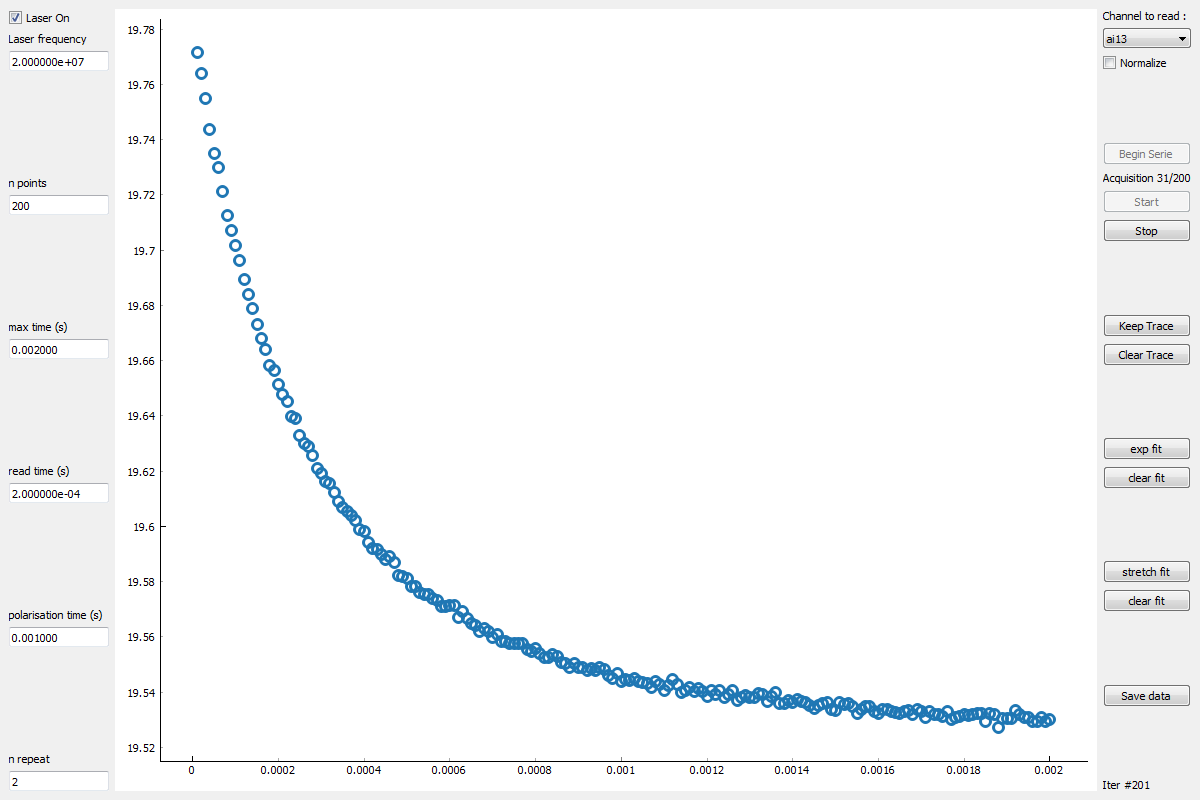 Laser On
Laser frequency
2.000000e+07
n points
200
max time (s)
0.002000
read time (s)
2.000000e-04
polarisation time (s)
0.001000
n repeat
2
19.78
19.76
19.74
19.72
19.7
19.68
19.66
19.64
19.62
19.6
19.58
19.56
19.54
19.52
0 0.0002 0.0004 0.0006 0.0008 0.001 0.0012 0.0014 0.0016 0.0018 0.002
Channel to read :
ai13
Normalize
Begin Serie
Acquisition 31/200
Start
Stop
Keep Trace
Clear Trace
exp fit
clear fit
stretch fit
clear fit
Save data
Iter #201